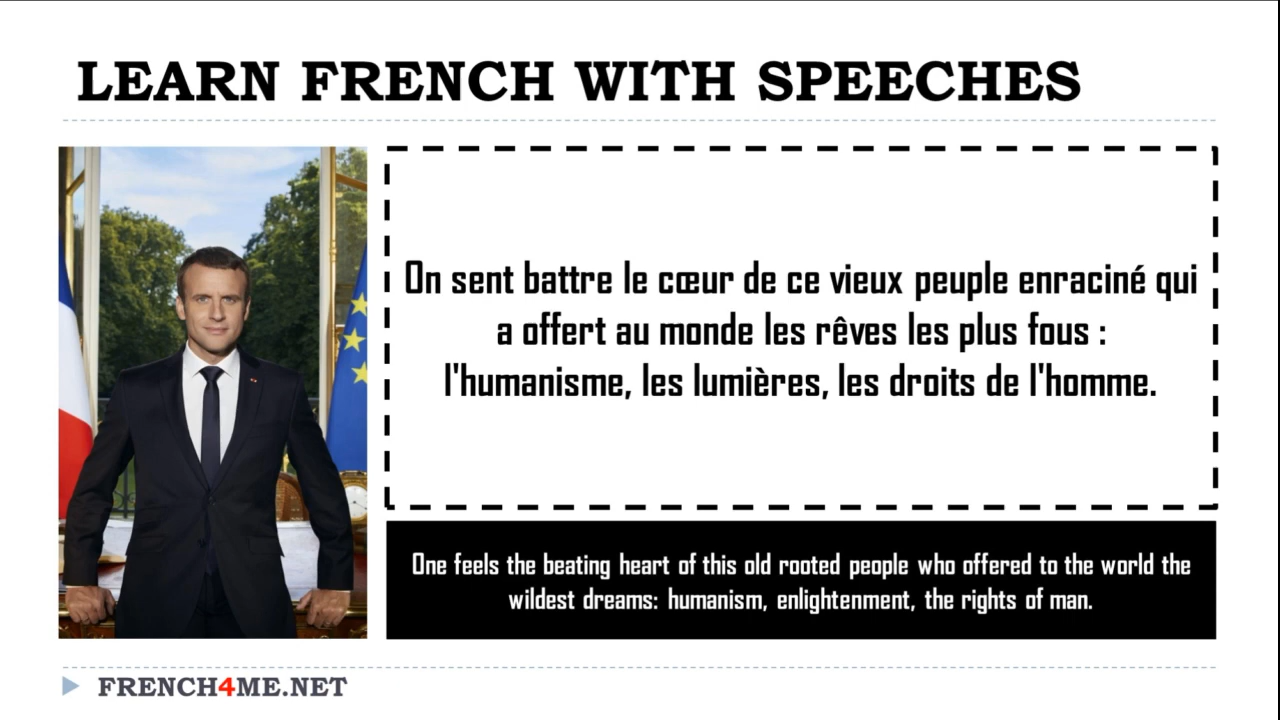 LEARN FRENCH WITH SPEECHES
On sent battre le cœur de ce vieux peuple enraciné qui
a offert au monde les rêves les plus fous :
l'humanisme, les lumières, les droits de l'homme.
One feels the beating heart of this old rooted people who offered to the world the
wildest dreams: humanism, enlightenment, the rights of man.
FRENCH4ME.NET